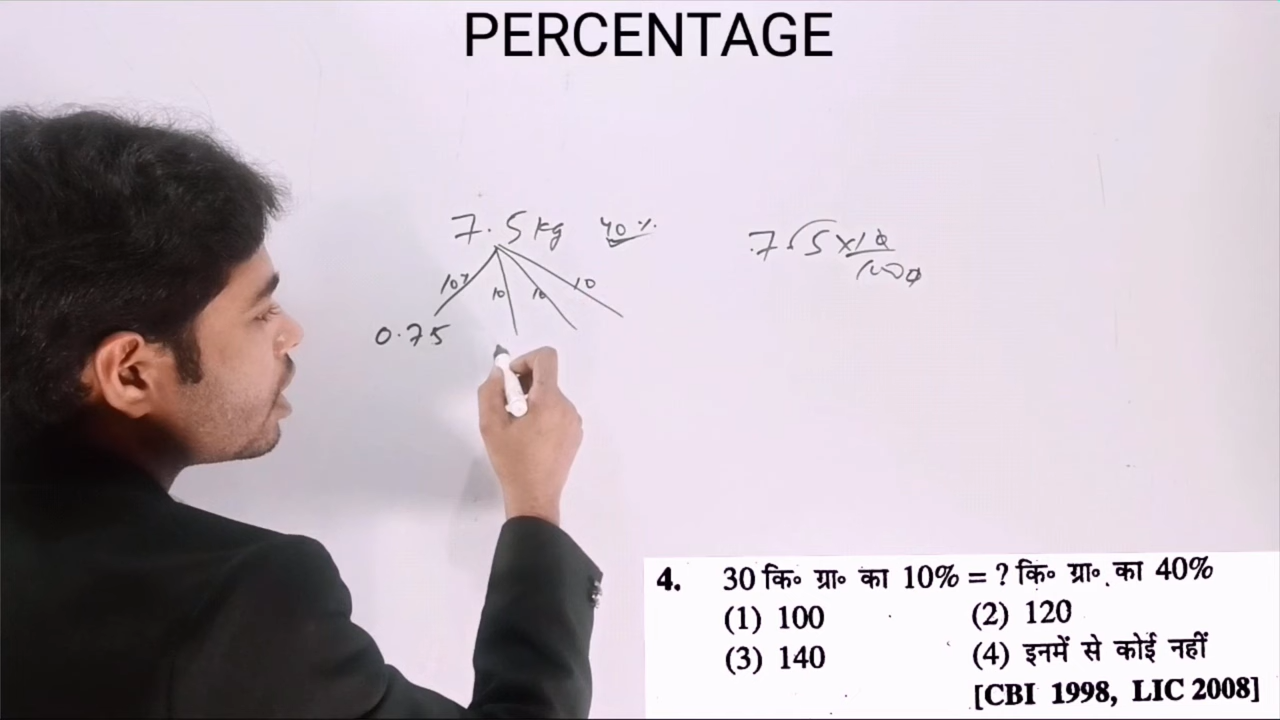 PERCENTAGE
7.5 kg 40%
10% 10 10 10
0.75
7.5 × 10
4. 30 कि॰ ग्रा॰ का 10% = ? कि॰ ग्रा॰ का 40%
(1) 100 (2) 120
(3) 140 (4) इनमें से कोई नहीं
[CBI 1998, LIC 2008]